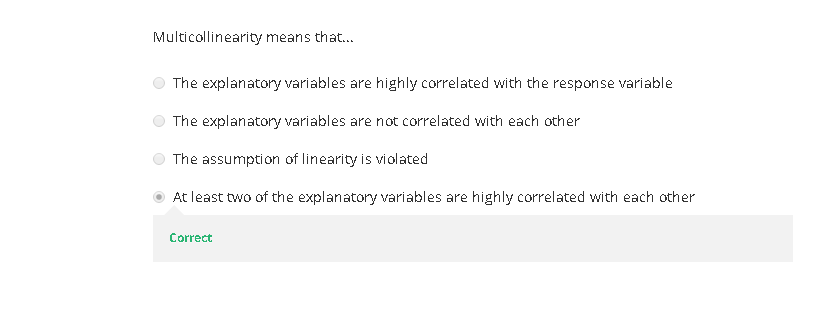 Multicollinearity means that...
The explanatory variables are highly correlated with the response variable
The explanatory variables are not correlated with each other
The assumption of linearity is violated
At least two of the explanatory variables are highly correlated with each other
Correct